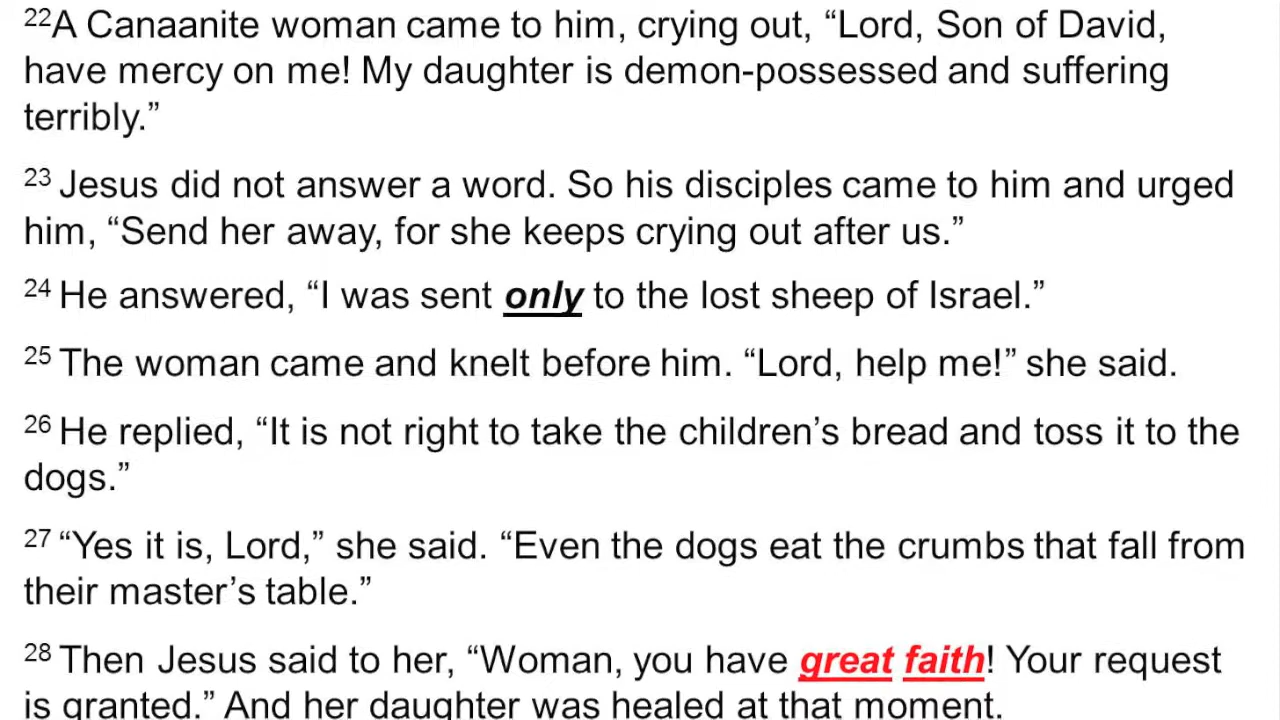 22A Canaanite woman came to him, crying out, “Lord, Son of David,
have mercy on me! My daughter is demon-possessed and suffering
terribly.”
23 Jesus did not answer a word. So his disciples came to him and urged
him, “Send her away, for she keeps crying out after us.”
24 He answered, “I was sent only to the lost sheep of Israel.”
25 The woman came and knelt before him. “Lord, help me!” she said.
26 He replied, “It is not right to take the children’s bread and toss it to the
dogs.”
27 “Yes it is, Lord,” she said. “Even the dogs eat the crumbs that fall from
their master’s table.”
28 Then Jesus said to her, “Woman, you have great faith! Your request
is granted.” And her daughter was healed at that moment.